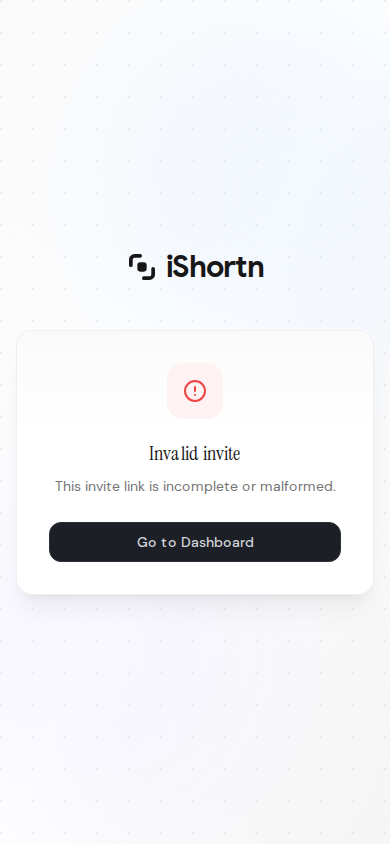 iShortn
Invalid invite
This invite link is incomplete or malformed.
Go to Dashboard